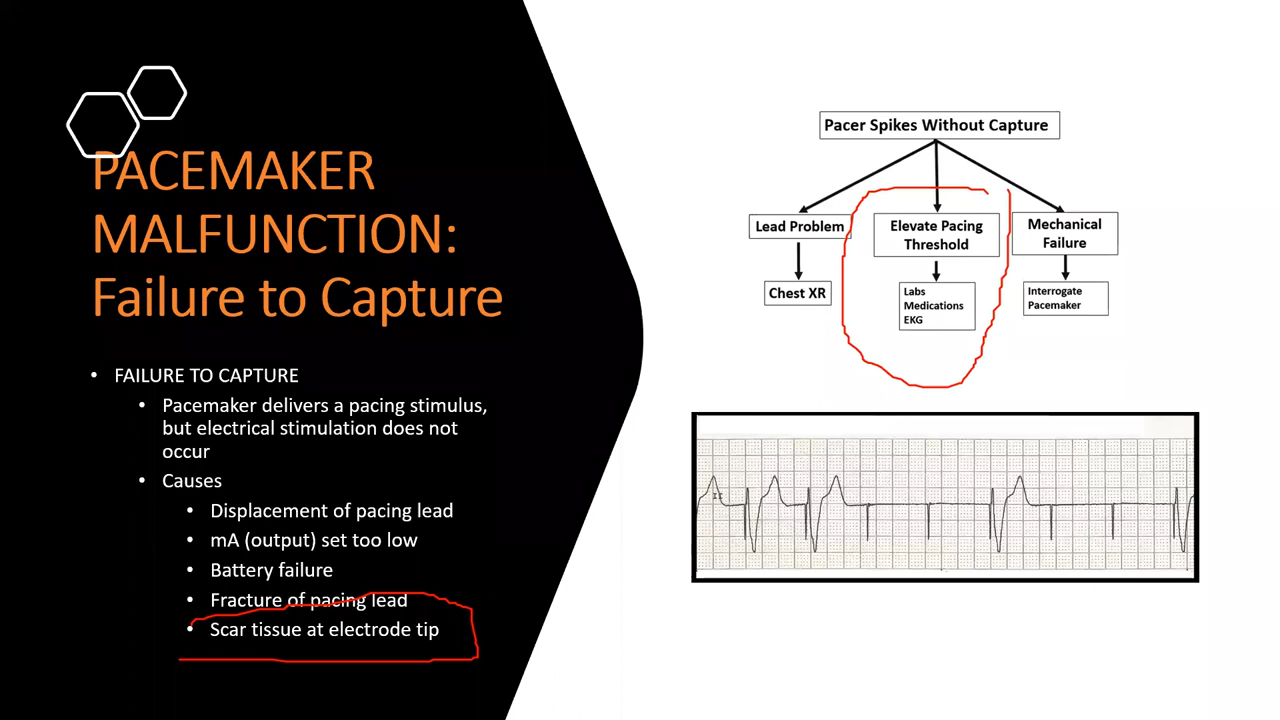 PACEMAKER
MALFUNCTION:
Failure to Capture
• FAILURE TO CAPTURE
• Pacemaker delivers a pacing stimulus,
but electrical stimulation does not
occur
• Causes
• Displacement of pacing lead
• mA (output) set too low
• Battery failure
• Fracture of pacing lead
• Scar tissue at electrode tip
Pacer Spikes Without Capture
Lead Problem
Chest XR
Elevate Pacing
Threshold
Labs
Medications
EKG
Mechanical
Failure
Interrogate
Pacemaker